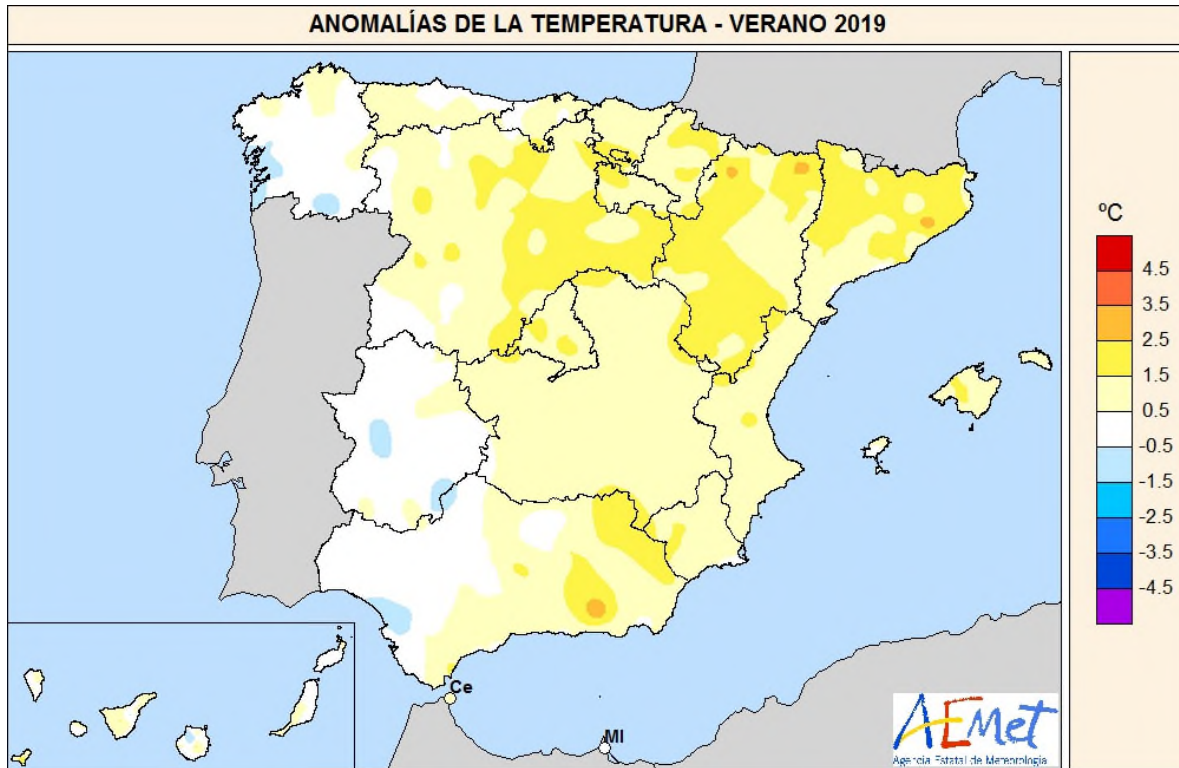 ANOMALÍAS DE LA TEMPERATURA - VERANO 2019
ºC
4.5
3.5
2.5
1.5
0.5
-0.5
-1.5
-2.5
-3.5
-4.5
Ce
Ml
AEMet
Agencia Estatal de Meteorología